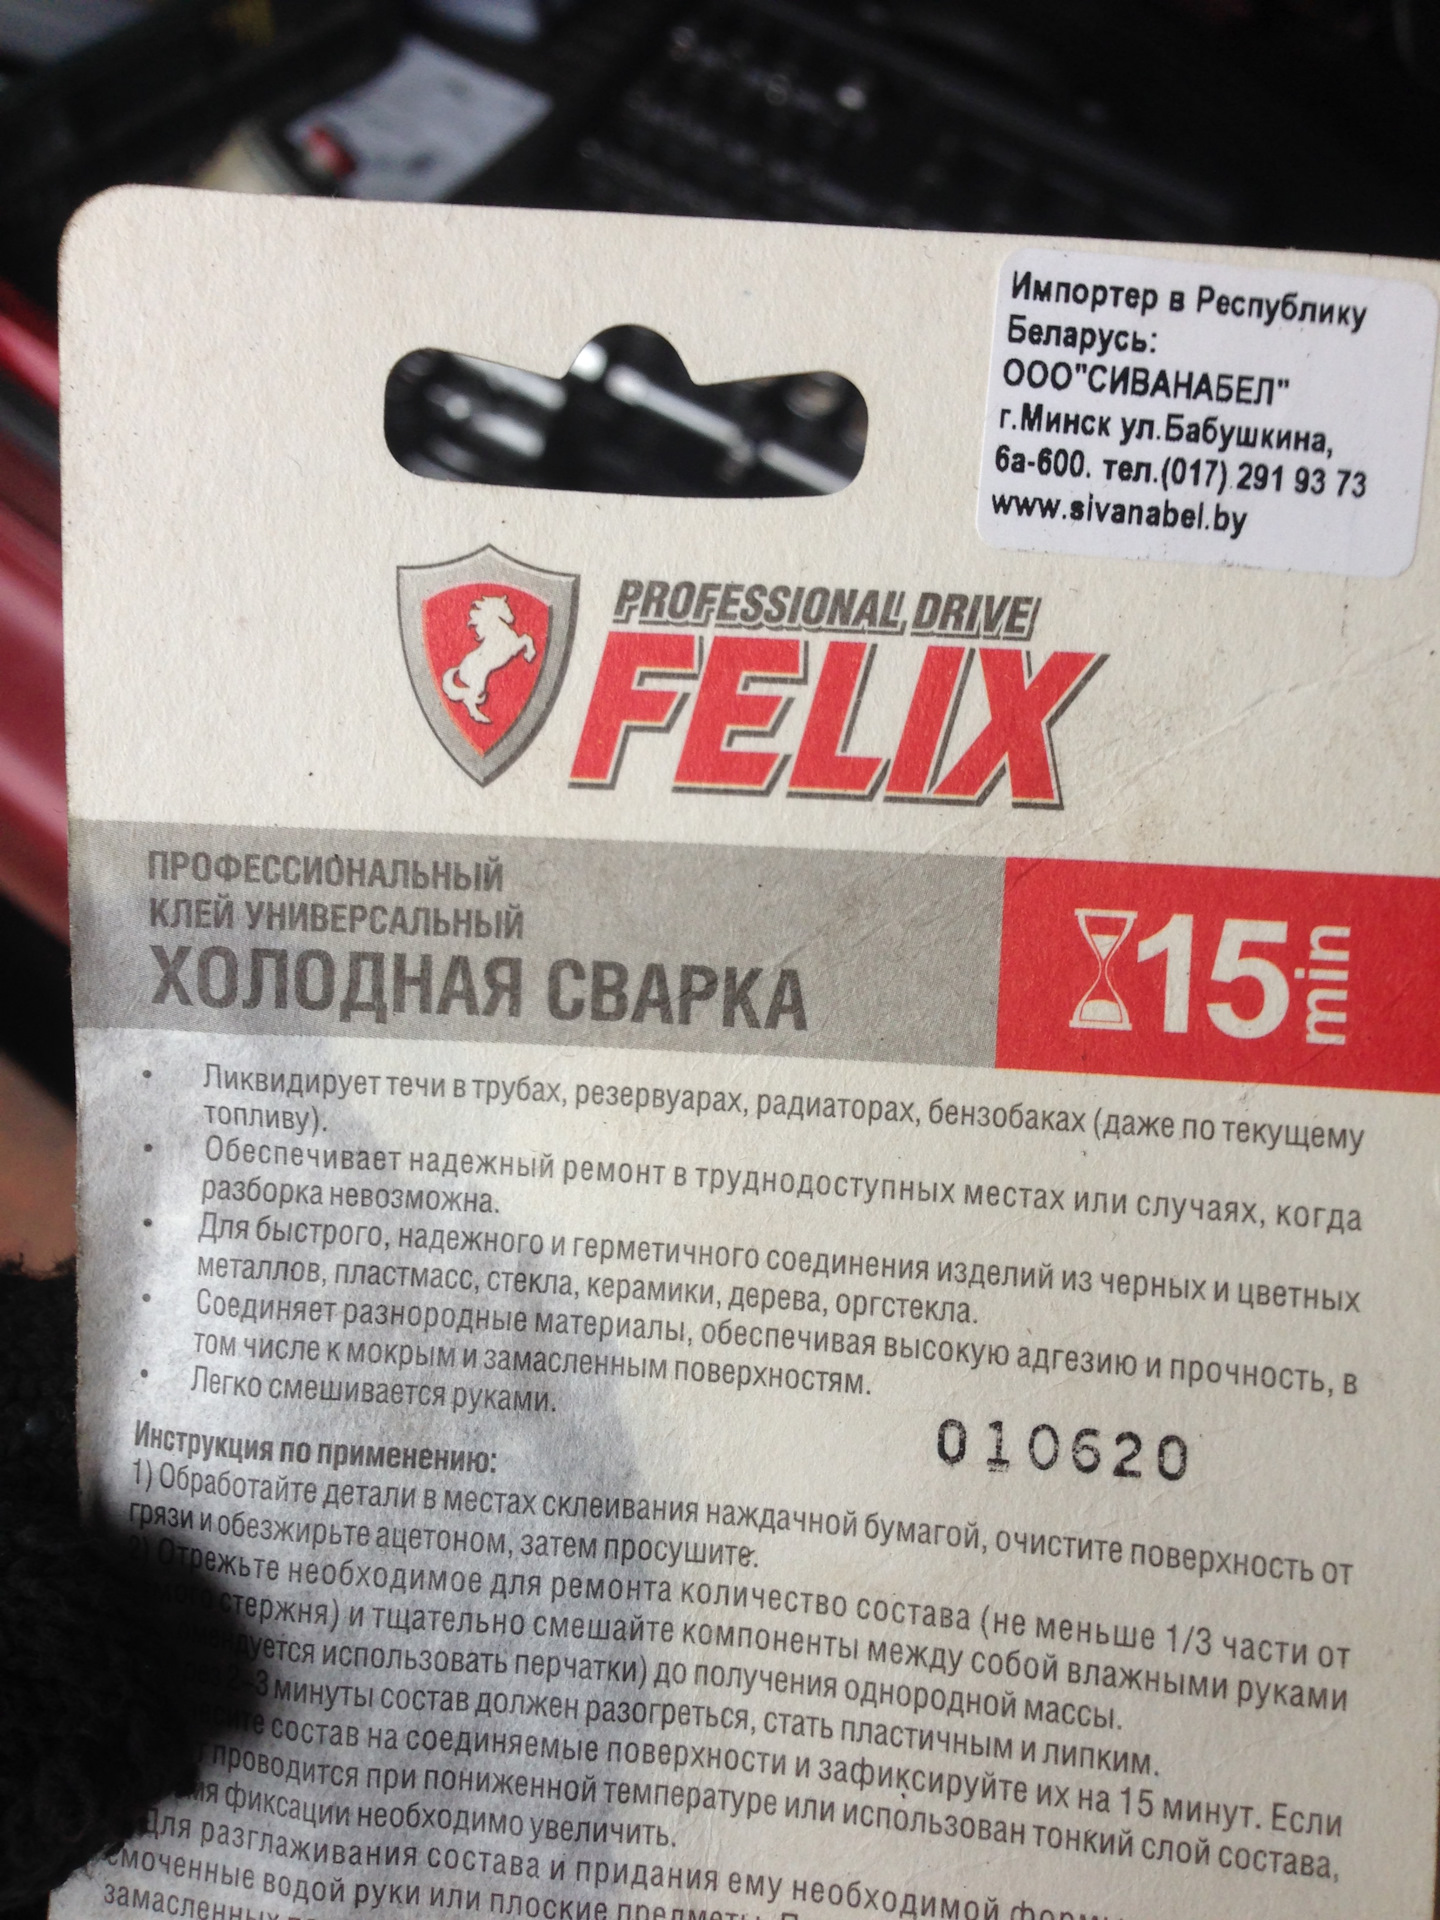 Импортер в Республику
Беларусь:
ООО"СИВАНАБЕЛ"
г.Минск ул.Бабушкина,
6а-600. тел.(017) 291 93 73
www.sivanabel.by
PROFESSIONAL DRIVE
FELIX
ПРОФЕССИОНАЛЬНЫЙ
КЛЕЙ УНИВЕРСАЛЬНЫЙ
ХОЛОДНАЯ СВАРКА
15 min
• Ликвидирует течи в трубах, резервуарах, радиаторах, бензобаках (даже по текущему
топливу).
• Обеспечивает надежный ремонт в труднодоступных местах или случаях, когда
разборка невозможна.
• Для быстрого, надежного и герметичного соединения изделий из черных и цветных
металлов, пластмасс, стекла, керамики, дерева, оргстекла.
• Соединяет разнородные материалы, обеспечивая высокую адгезию и прочность, в
том числе к мокрым и замасленным поверхностям.
• Легко смешивается руками.
010620
Инструкция по применению:
1) Обработайте детали в местах склеивания наждачной бумагой, очистите поверхность от
грязи и обезжирьте ацетоном, затем просушите.
2) Отрежьте необходимое для ремонта количество состава (не меньше 1/3 части от
стержня) и тщательно смешайте компоненты между собой влажными руками
использовать перчатки) до получения однородной массы.
2-3 минуты состав должен разогреться, стать пластичным и липким.
состав на соединяемые поверхности и зафиксируйте их на 15 минут. Если
проводится при пониженной температуре или использован тонкий слой состава,
фиксации необходимо увеличить.
Для разглаживания состава и придания ему необходимой
смоченные водой руки или плоские предметы.
замасленных